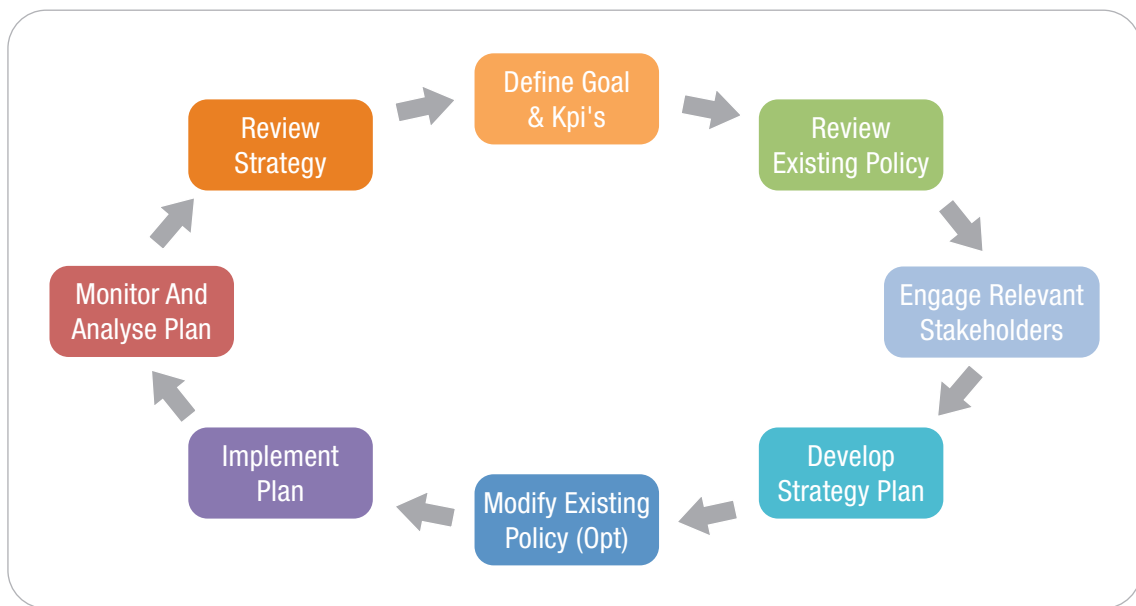 Define Goal
& Kpi's
Review
Existing Policy
Engage Relevant
Stakeholders
Develop
Strategy Plan
Modify Existing
Policy (Opt)
Implement
Plan
Monitor And
Analyse Plan
Review
Strategy